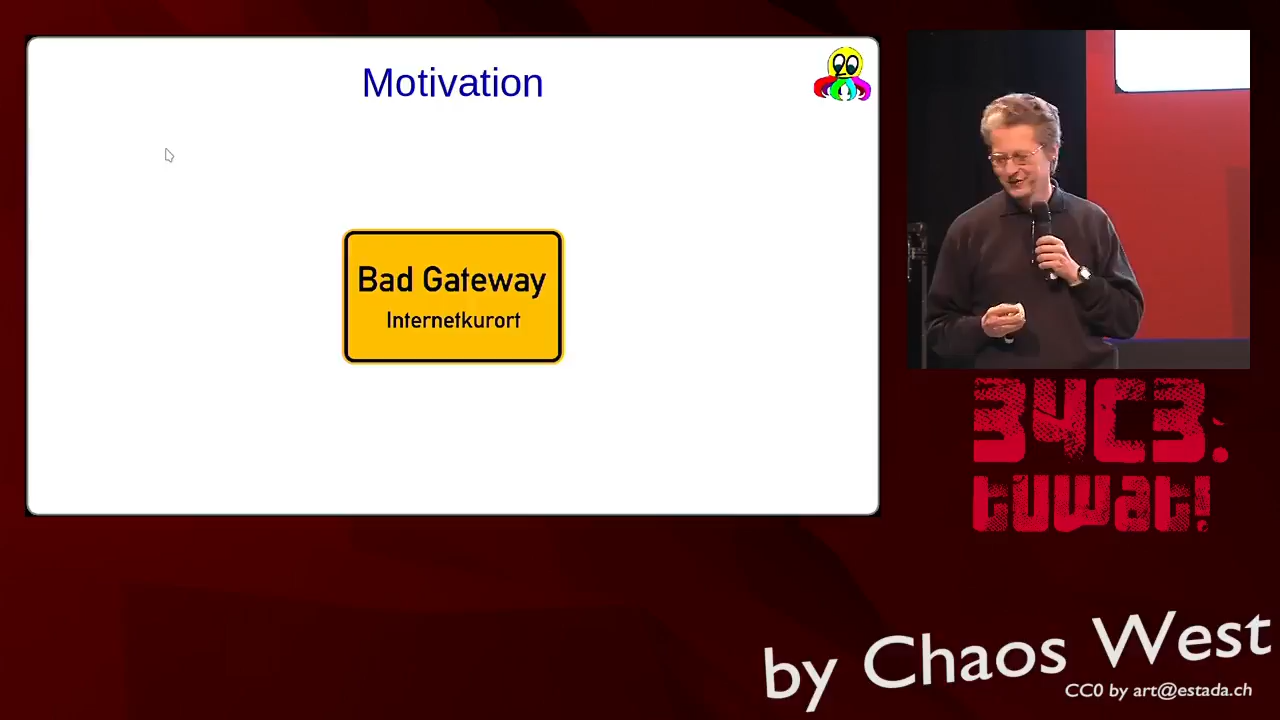 Motivation
Bad Gateway
Internetkurort
34C3:
tuwat!
by Chaos West
CC0 by art@estada.ch